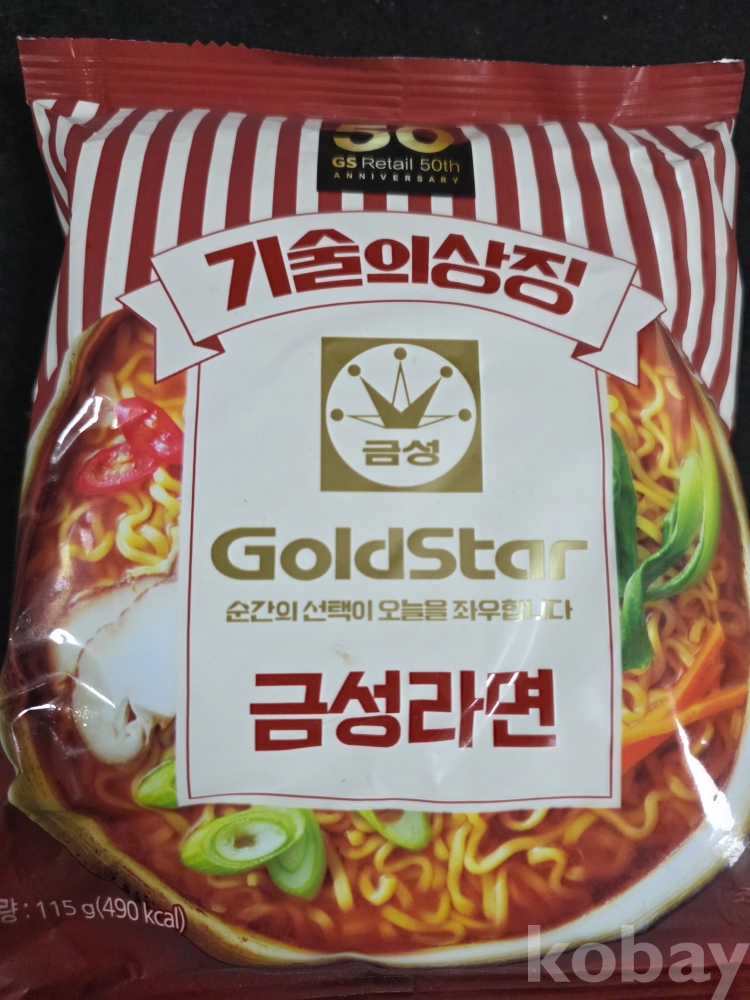 50
GS Retail 50th
ANNIVERSARY
기술의상징
금성
GoldStar
순간의 선택이 오늘을 좌우합니다
금성라면
량 : 115 g(490 kcal)
kobay